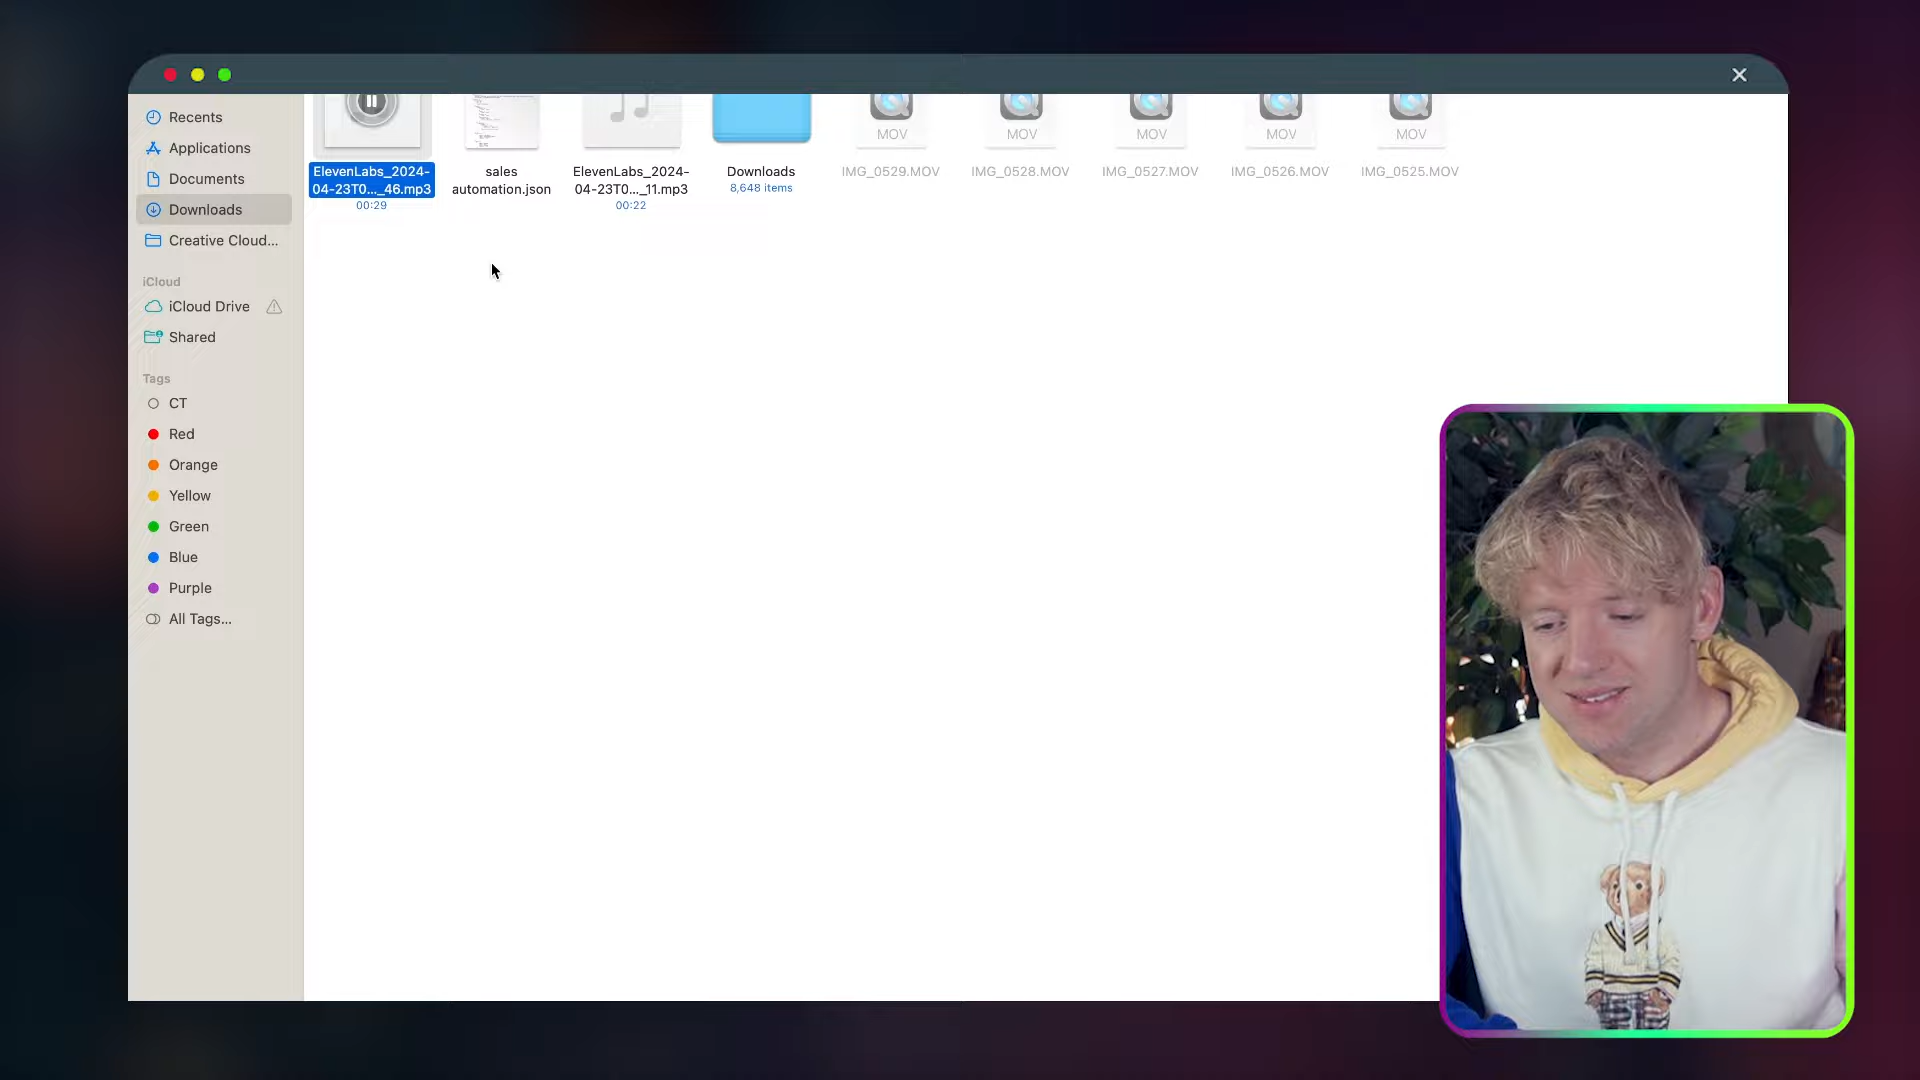 Recents
Applications
Documents
Downloads
Creative Cloud...
iCloud
iCloud Drive
Shared
Tags
CT
Red
Orange
Yellow
Green
Blue
Purple
All Tags...
MOV
MOV
MOV
MOV
MOV
ElevenLabs_2024-
04-23T0..._46.mp3
00:29
sales
automation.json
ElevenLabs_2024-
04-23T0..._11.mp3
00:22
Downloads
8,648 items
IMG_0529.MOV
IMG_0528.MOV
IMG_0527.MOV
IMG_0526.MOV
IMG_0525.MOV